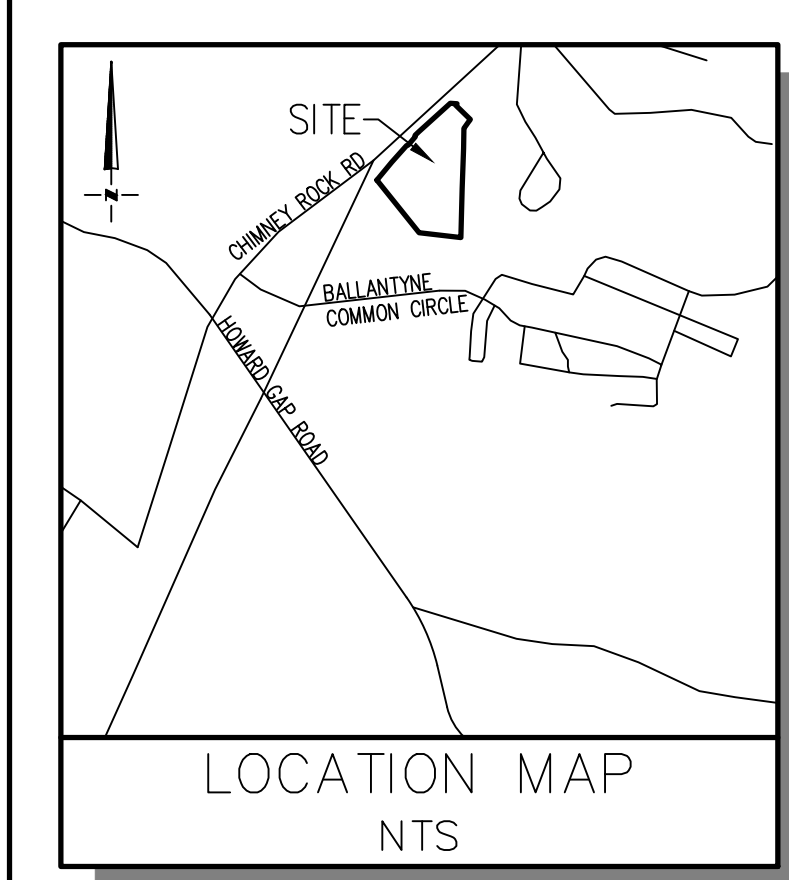 SITE
N
CHIMNEY ROCK RD
BALLANTYNE
COMMON CIRCLE
HOWARD GAP ROAD
LOCATION MAP
NTS